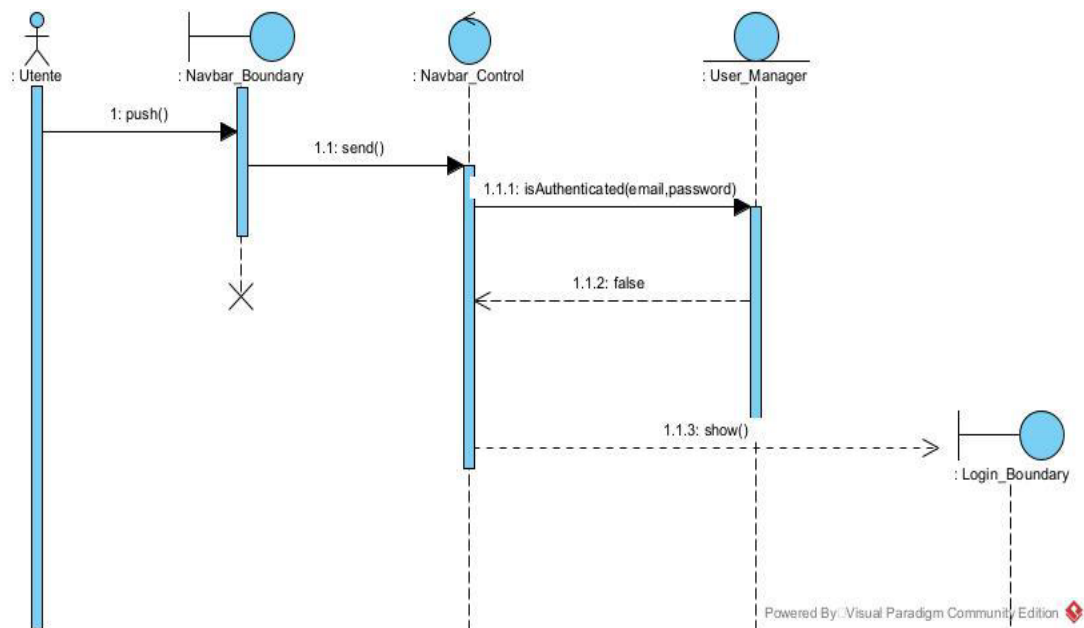 : Utente
: Navbar_Boundary
: Navbar_Control
: User_Manager
1: push()
1.1: send()
1.1.1: isAuthenticated(email,password)
1.1.2: false
1.1.3: show()
: Login_Boundary
Powered By Visual Paradigm Community Edition